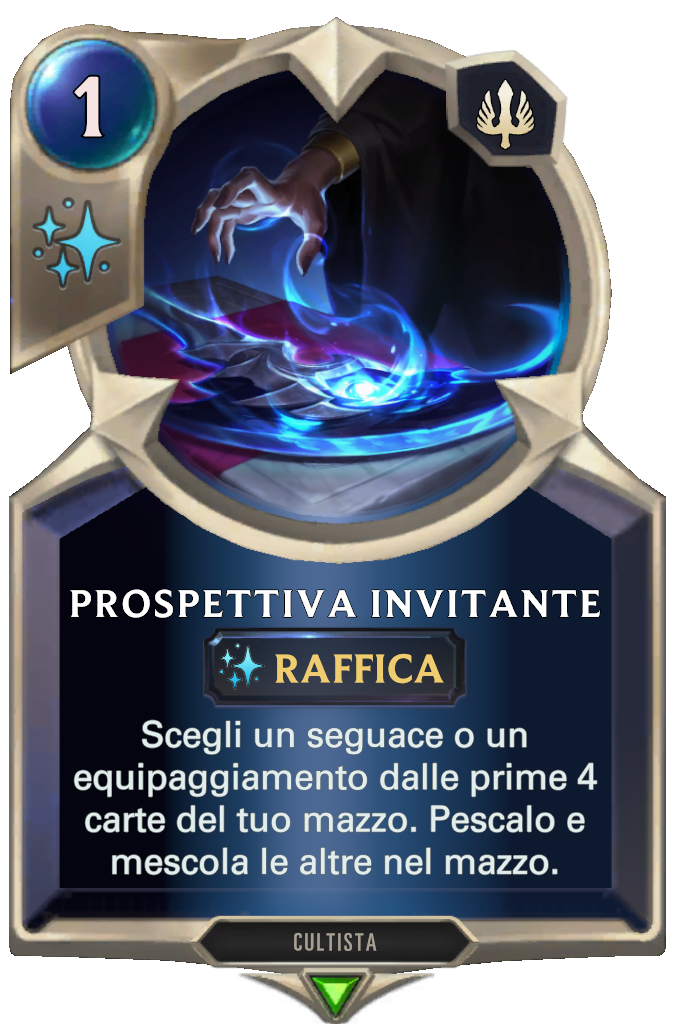 1
PROSPETTIVA INVITANTE
RAFFICA
Scegli un seguace o un
equipaggiamento dalle prime 4
carte del tuo mazzo. Pescalo e
mescola le altre nel mazzo.
CULTISTA